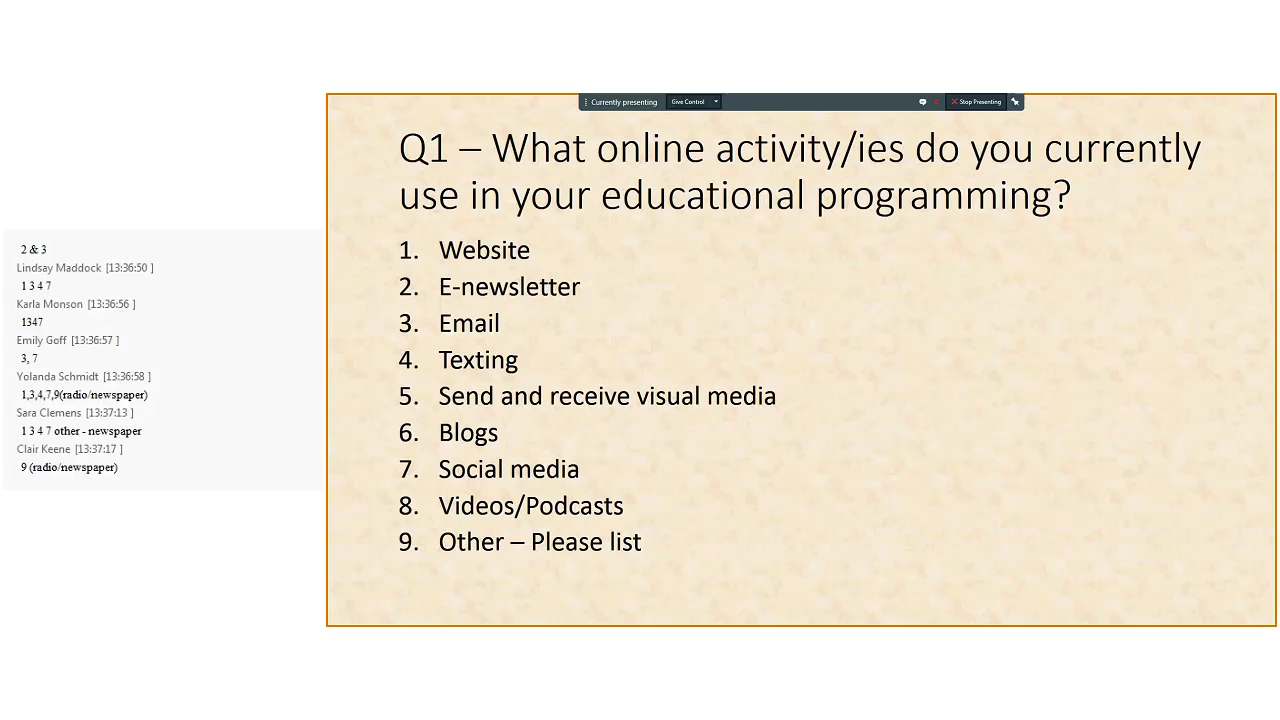 2 & 3
Lindsay Maddock [13:36:50 ]
1 3 4 7
Karla Monson [13:36:56 ]
1347
Emily Goff [13:36:57 ]
3, 7
Yolanda Schmidt [13:36:58 ]
1,3,4,7,9(radio/newspaper)
Sara Clemens [13:37:13 ]
1 3 4 7 other - newspaper
Clair Keene [13:37:17 ]
9 (radio/newspaper)
Currently presenting Give Control Stop Presenting
Q1 – What online activity/ies do you currently
use in your educational programming?
1. Website
2. E-newsletter
3. Email
4. Texting
5. Send and receive visual media
6. Blogs
7. Social media
8. Videos/Podcasts
9. Other – Please list